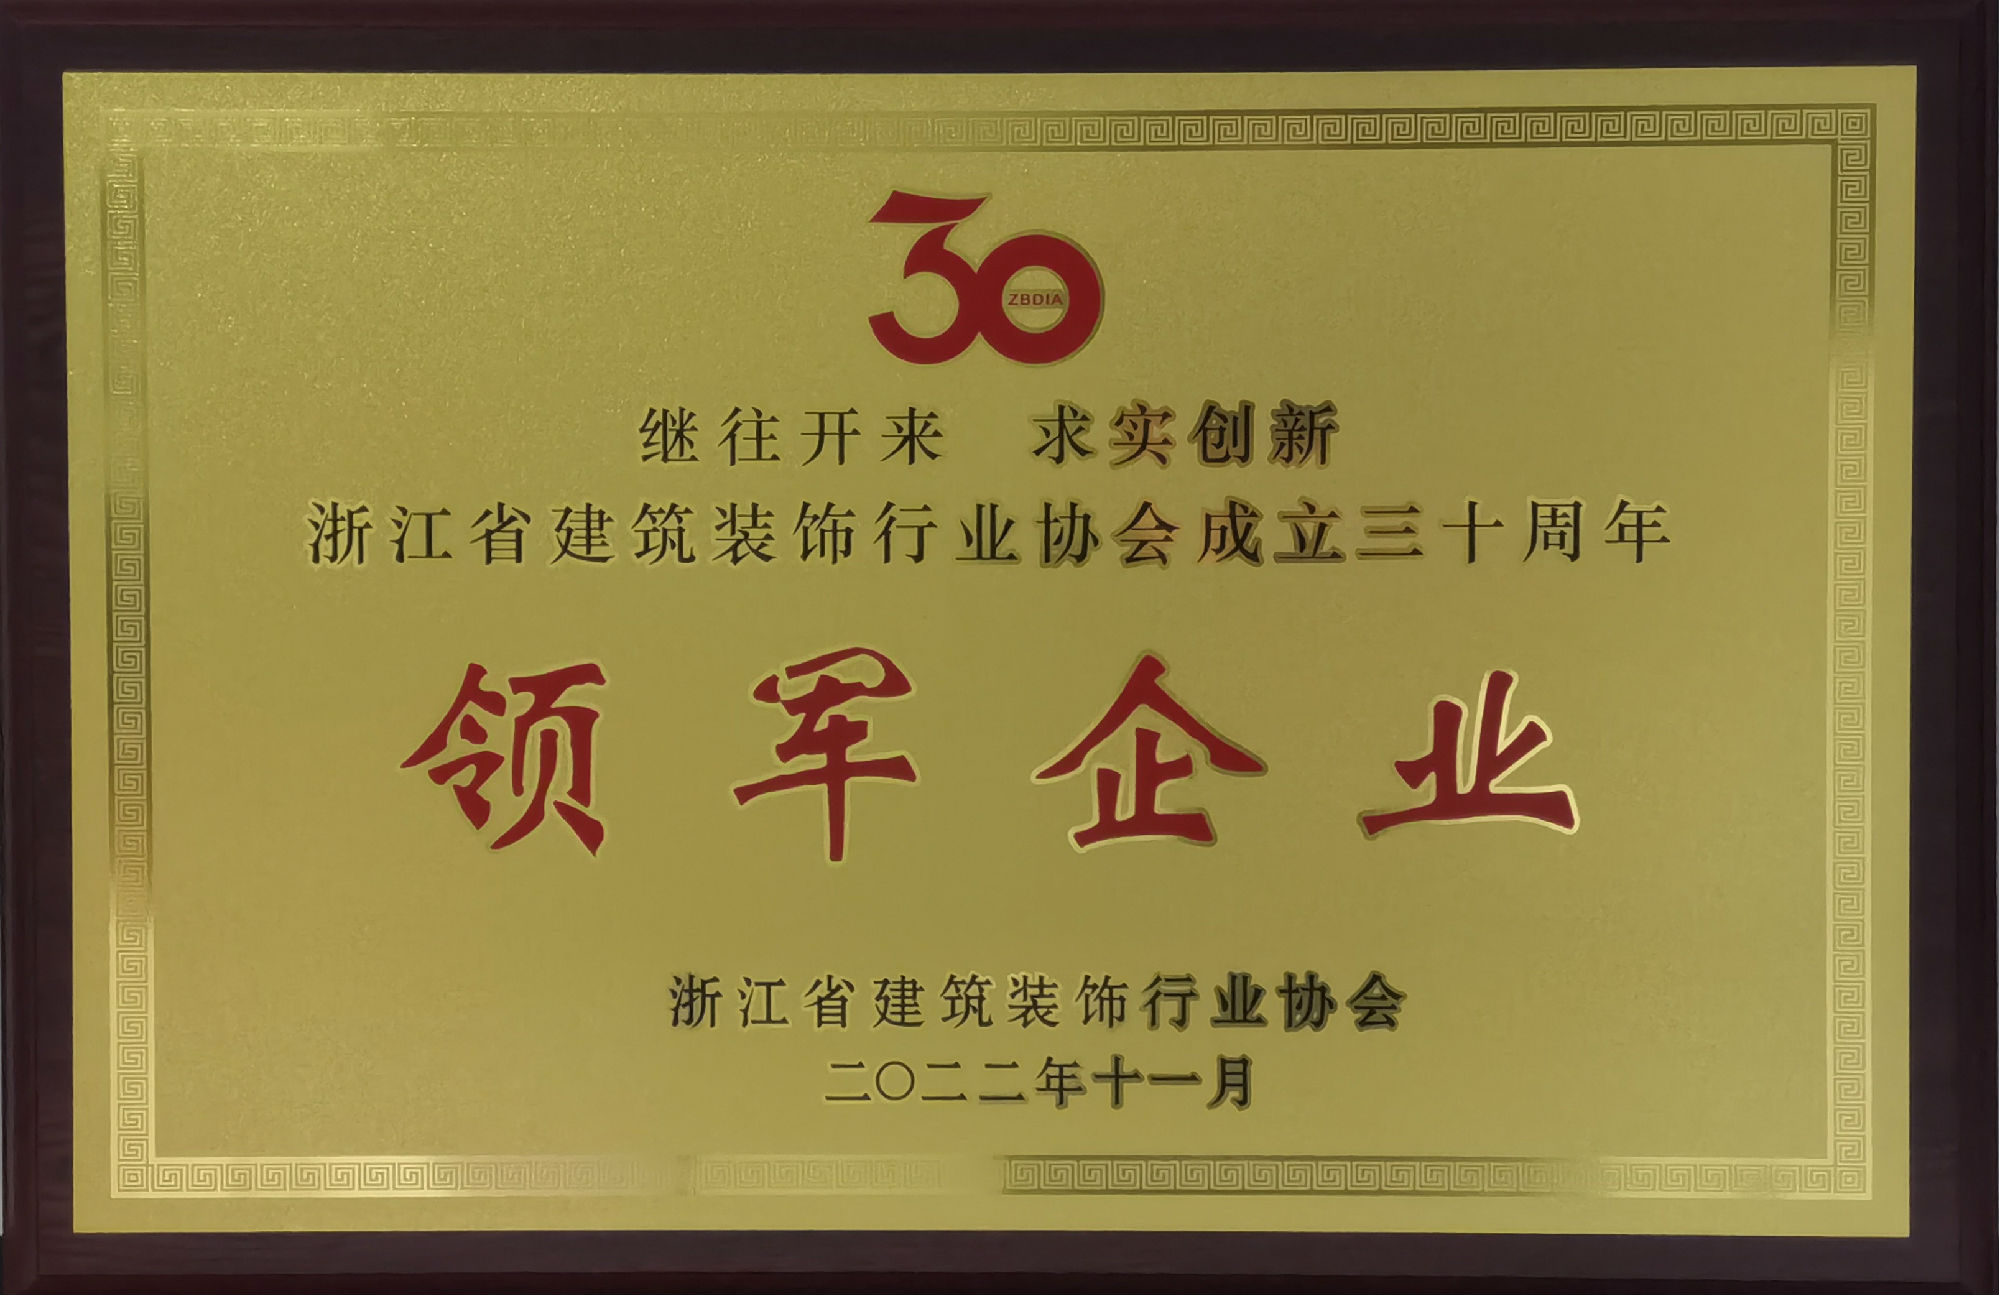 30
ZBDIA
继往开来 求实创新
浙江省建筑装饰行业协会成立三十周年
领军企业
浙江省建筑装饰行业协会
二〇二二年十一月